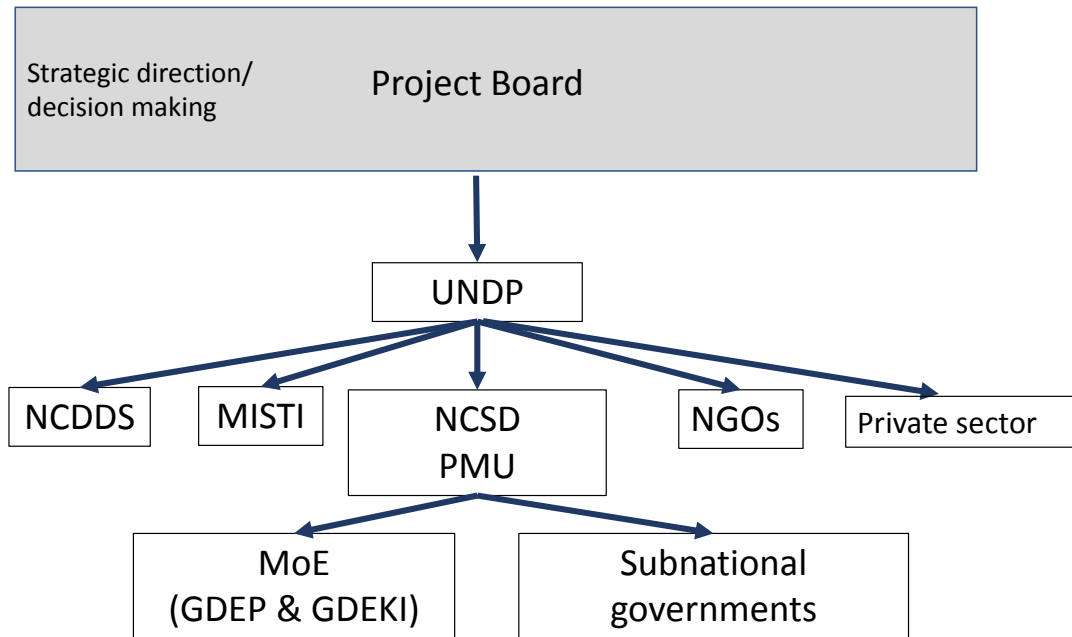 Strategic direction/
decision making
Project Board
UNDP
NCDDS
MISTI
NCSD
PMU
NGOs
Private sector
MoE
(GDEP & GDEKI)
Subnational
governments